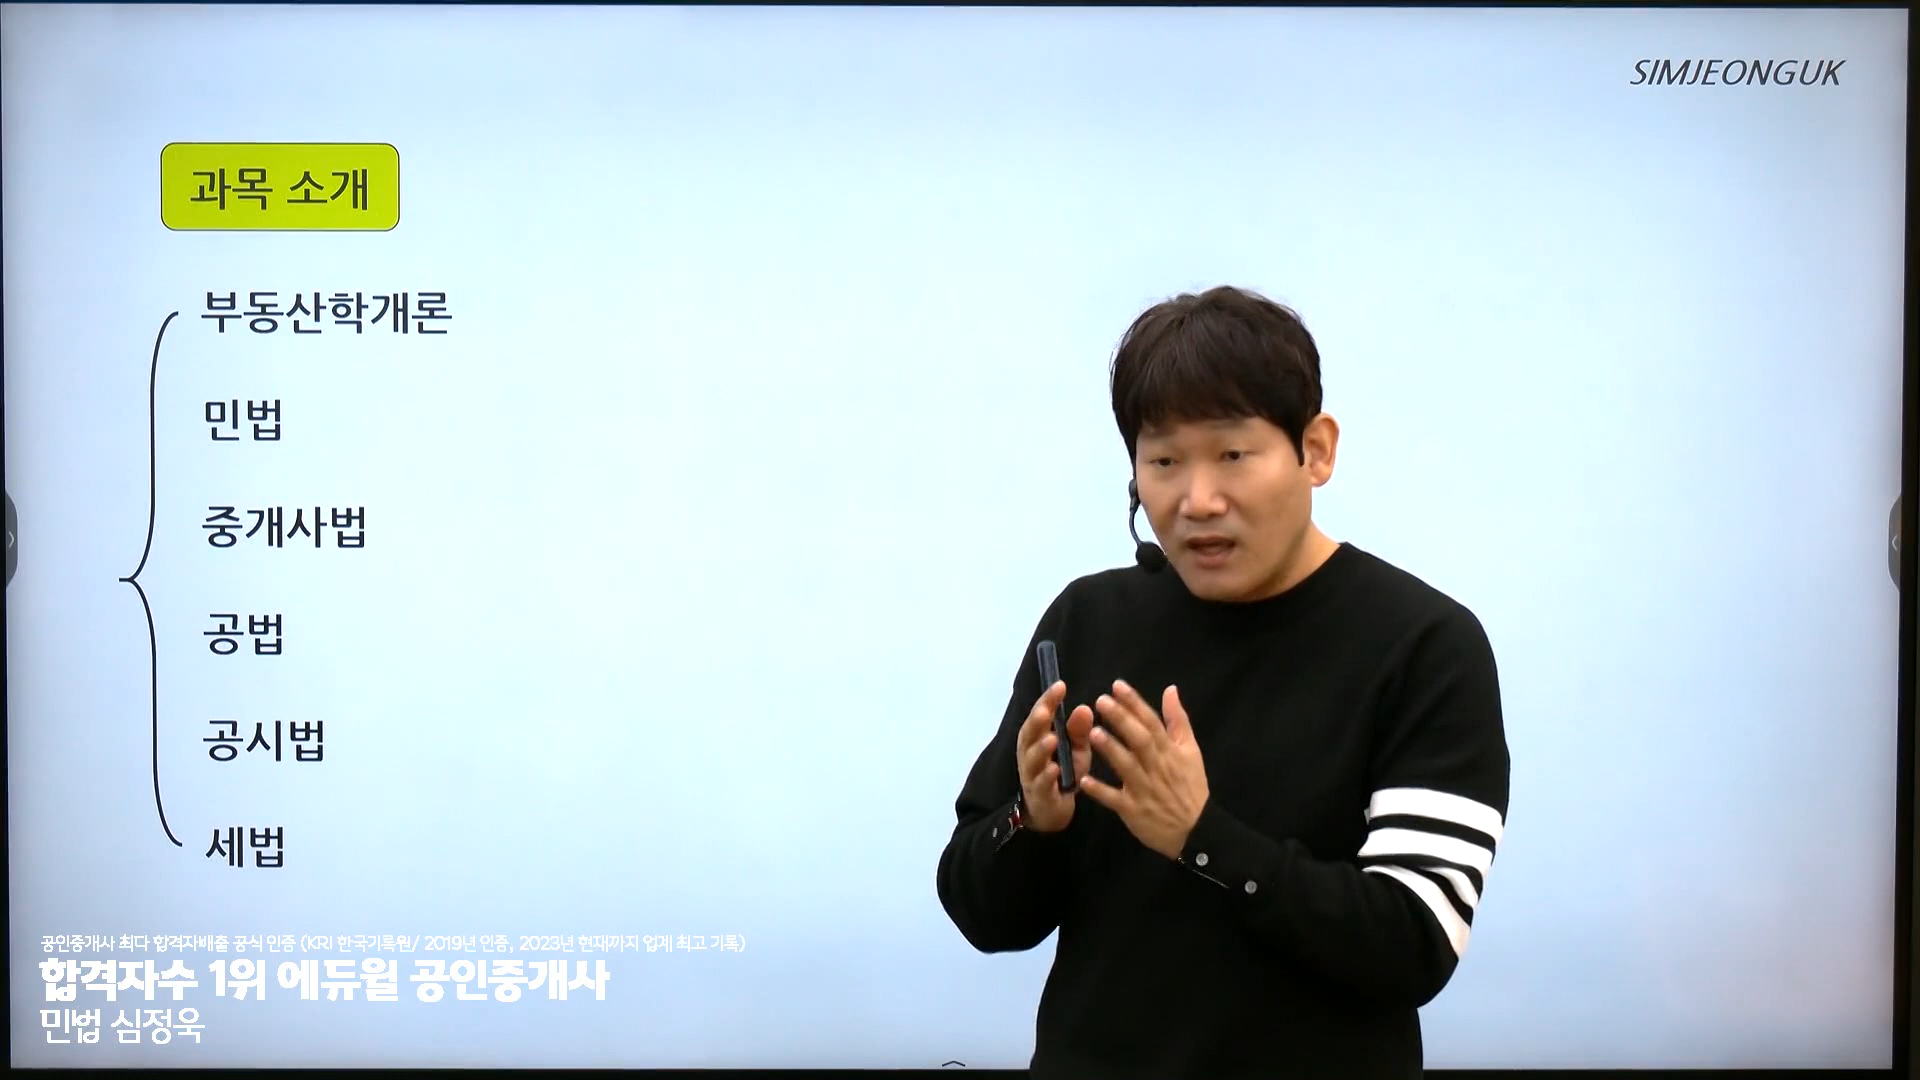 SIMJEONGUK
과목 소개
부동산학개론
민법
중개사법
공법
공시법
세법
공인중개사 최다 합격자배출 공식 인증 (KRI 한국기록원/ 2019년 인증, 2023년 현재까지 업계 최고 기록)
합격자수 1위 에듀윌 공인중개사
민법 심정욱